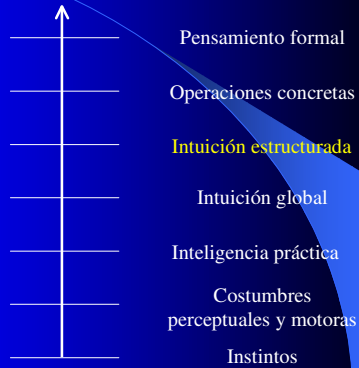 Pensamiento formal
Operaciones concretas
Intuición estructurada
Intuición global
Inteligencia práctica
Costumbres
perceptuales y motoras
Instintos